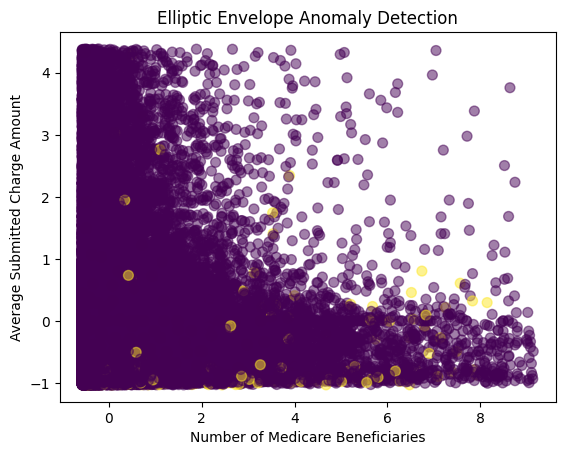 Elliptic Envelope Anomaly Detection
4
3
2
1
0
−1
Average Submitted Charge Amount
0 2 4 6 8
Number of Medicare Beneficiaries